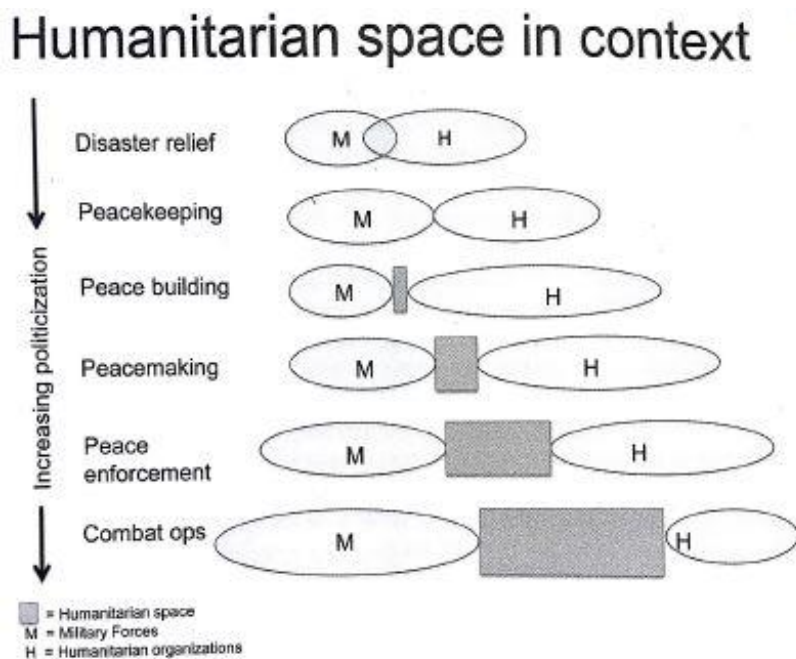 Humanitarian space in context
Increasing politicization
Disaster relief
M
H
Peacekeeping
M
H
Peace building
M
H
Peacemaking
M
H
Peace
enforcement
M
H
Combat ops
M
H
= Humanitarian space
M = Military Forces
H = Humanitarian organizations